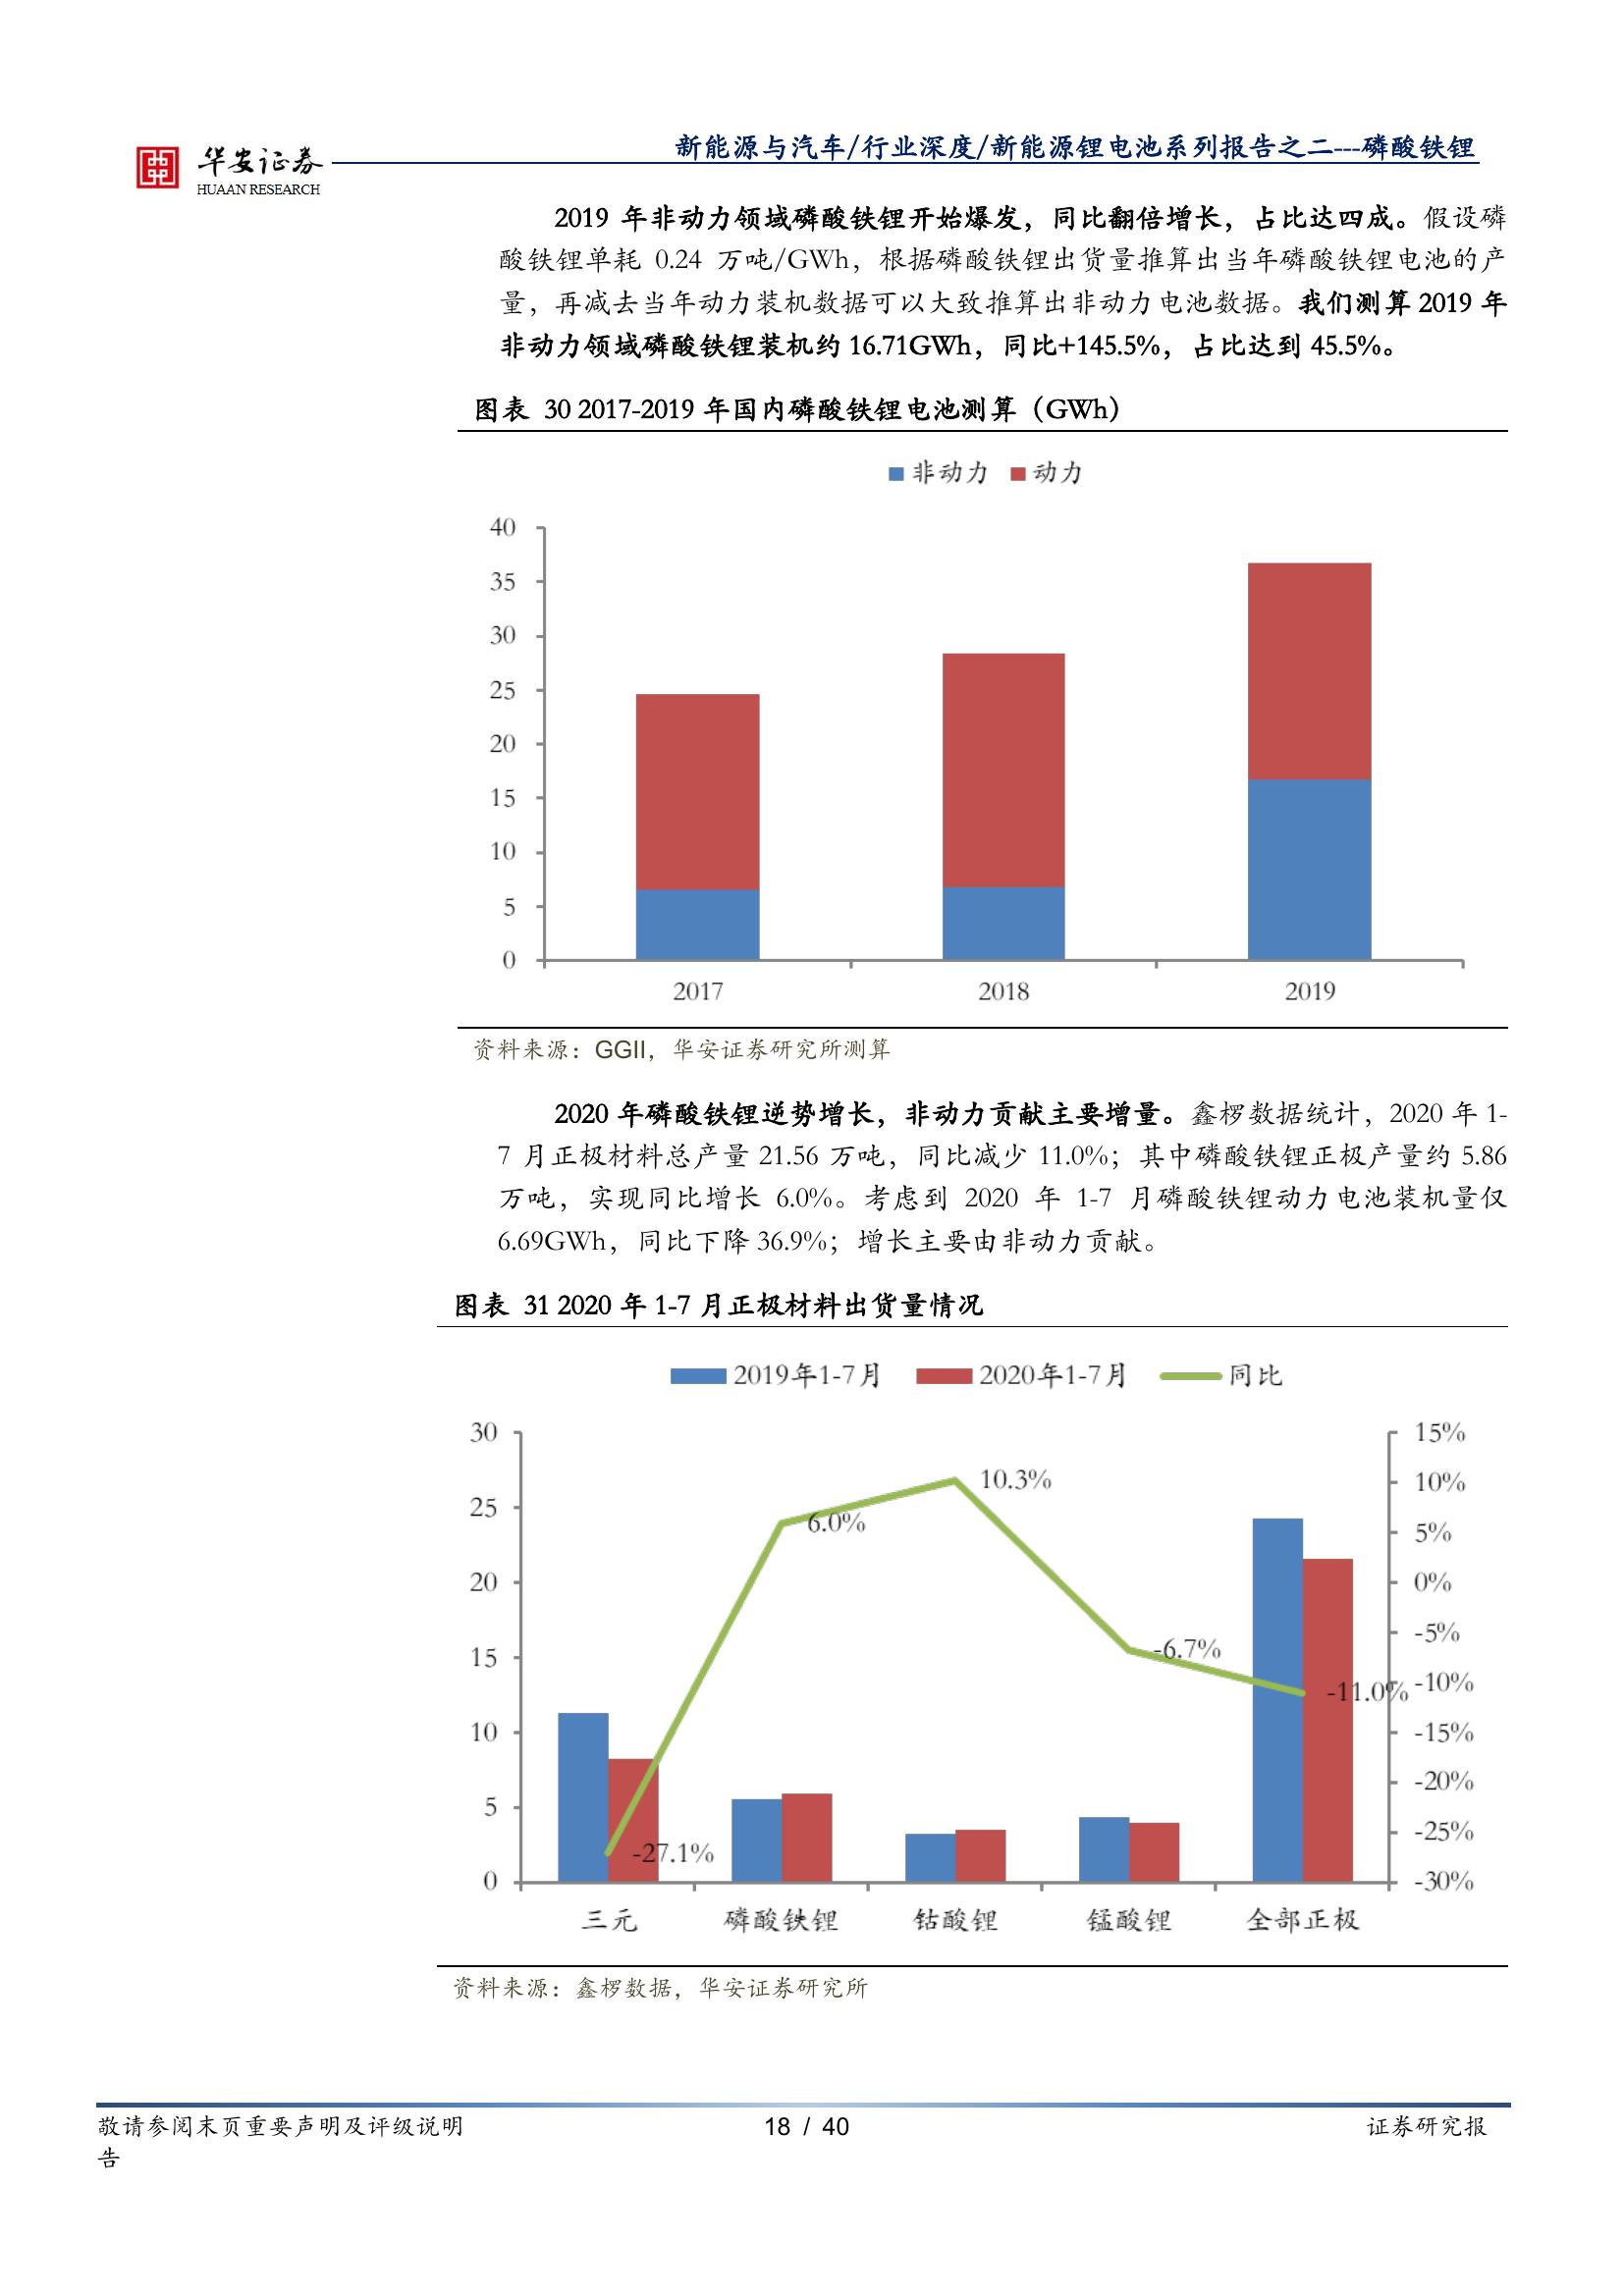 华安证券
HUAAN RESEARCH
新能源与汽车/行业深度/新能源锂电池系列报告之二---磷酸铁锂
2019 年非动力领域磷酸铁锂开始爆发，同比翻倍增长，占比达四成。假设磷
酸铁锂单耗 0.24 万吨/GWh，根据磷酸铁锂出货量推算出当年磷酸铁锂电池的产
量，再减去当年动力装机数据可以大致推算出非动力电池数据。我们测算 2019 年
非动力领域磷酸铁锂装机约 16.71GWh，同比+145.5%，占比达到 45.5%。
图表 30 2017-2019 年国内磷酸铁锂电池测算（GWh）
非动力 动力
40
35
30
25
20
15
10
5
0
2017 2018 2019
资料来源：GGII，华安证券研究所测算
2020 年磷酸铁锂逆势增长，非动力贡献主要增量。鑫椤数据统计，2020 年 1-
7 月正极材料总产量 21.56 万吨，同比减少 11.0%；其中磷酸铁锂正极产量约 5.86
万吨，实现同比增长 6.0%。考虑到 2020 年 1-7 月磷酸铁锂动力电池装机量仅
6.69GWh，同比下降 36.9%；增长主要由非动力贡献。
图表 31 2020 年 1-7 月正极材料出货量情况
2019年1-7月 2020年1-7月 同比
30
25
20
15
10
5
0
15%
10%
5%
0%
-5%
-10%
-15%
-20%
-25%
-30%
-27.1%
6.0%
10.3%
-6.7%
-11.0%
三元 磷酸铁锂 钴酸锂 锰酸锂 全部正极
资料来源：鑫椤数据，华安证券研究所
敬请参阅末页重要声明及评级说明 18 / 40 证券研究报
告